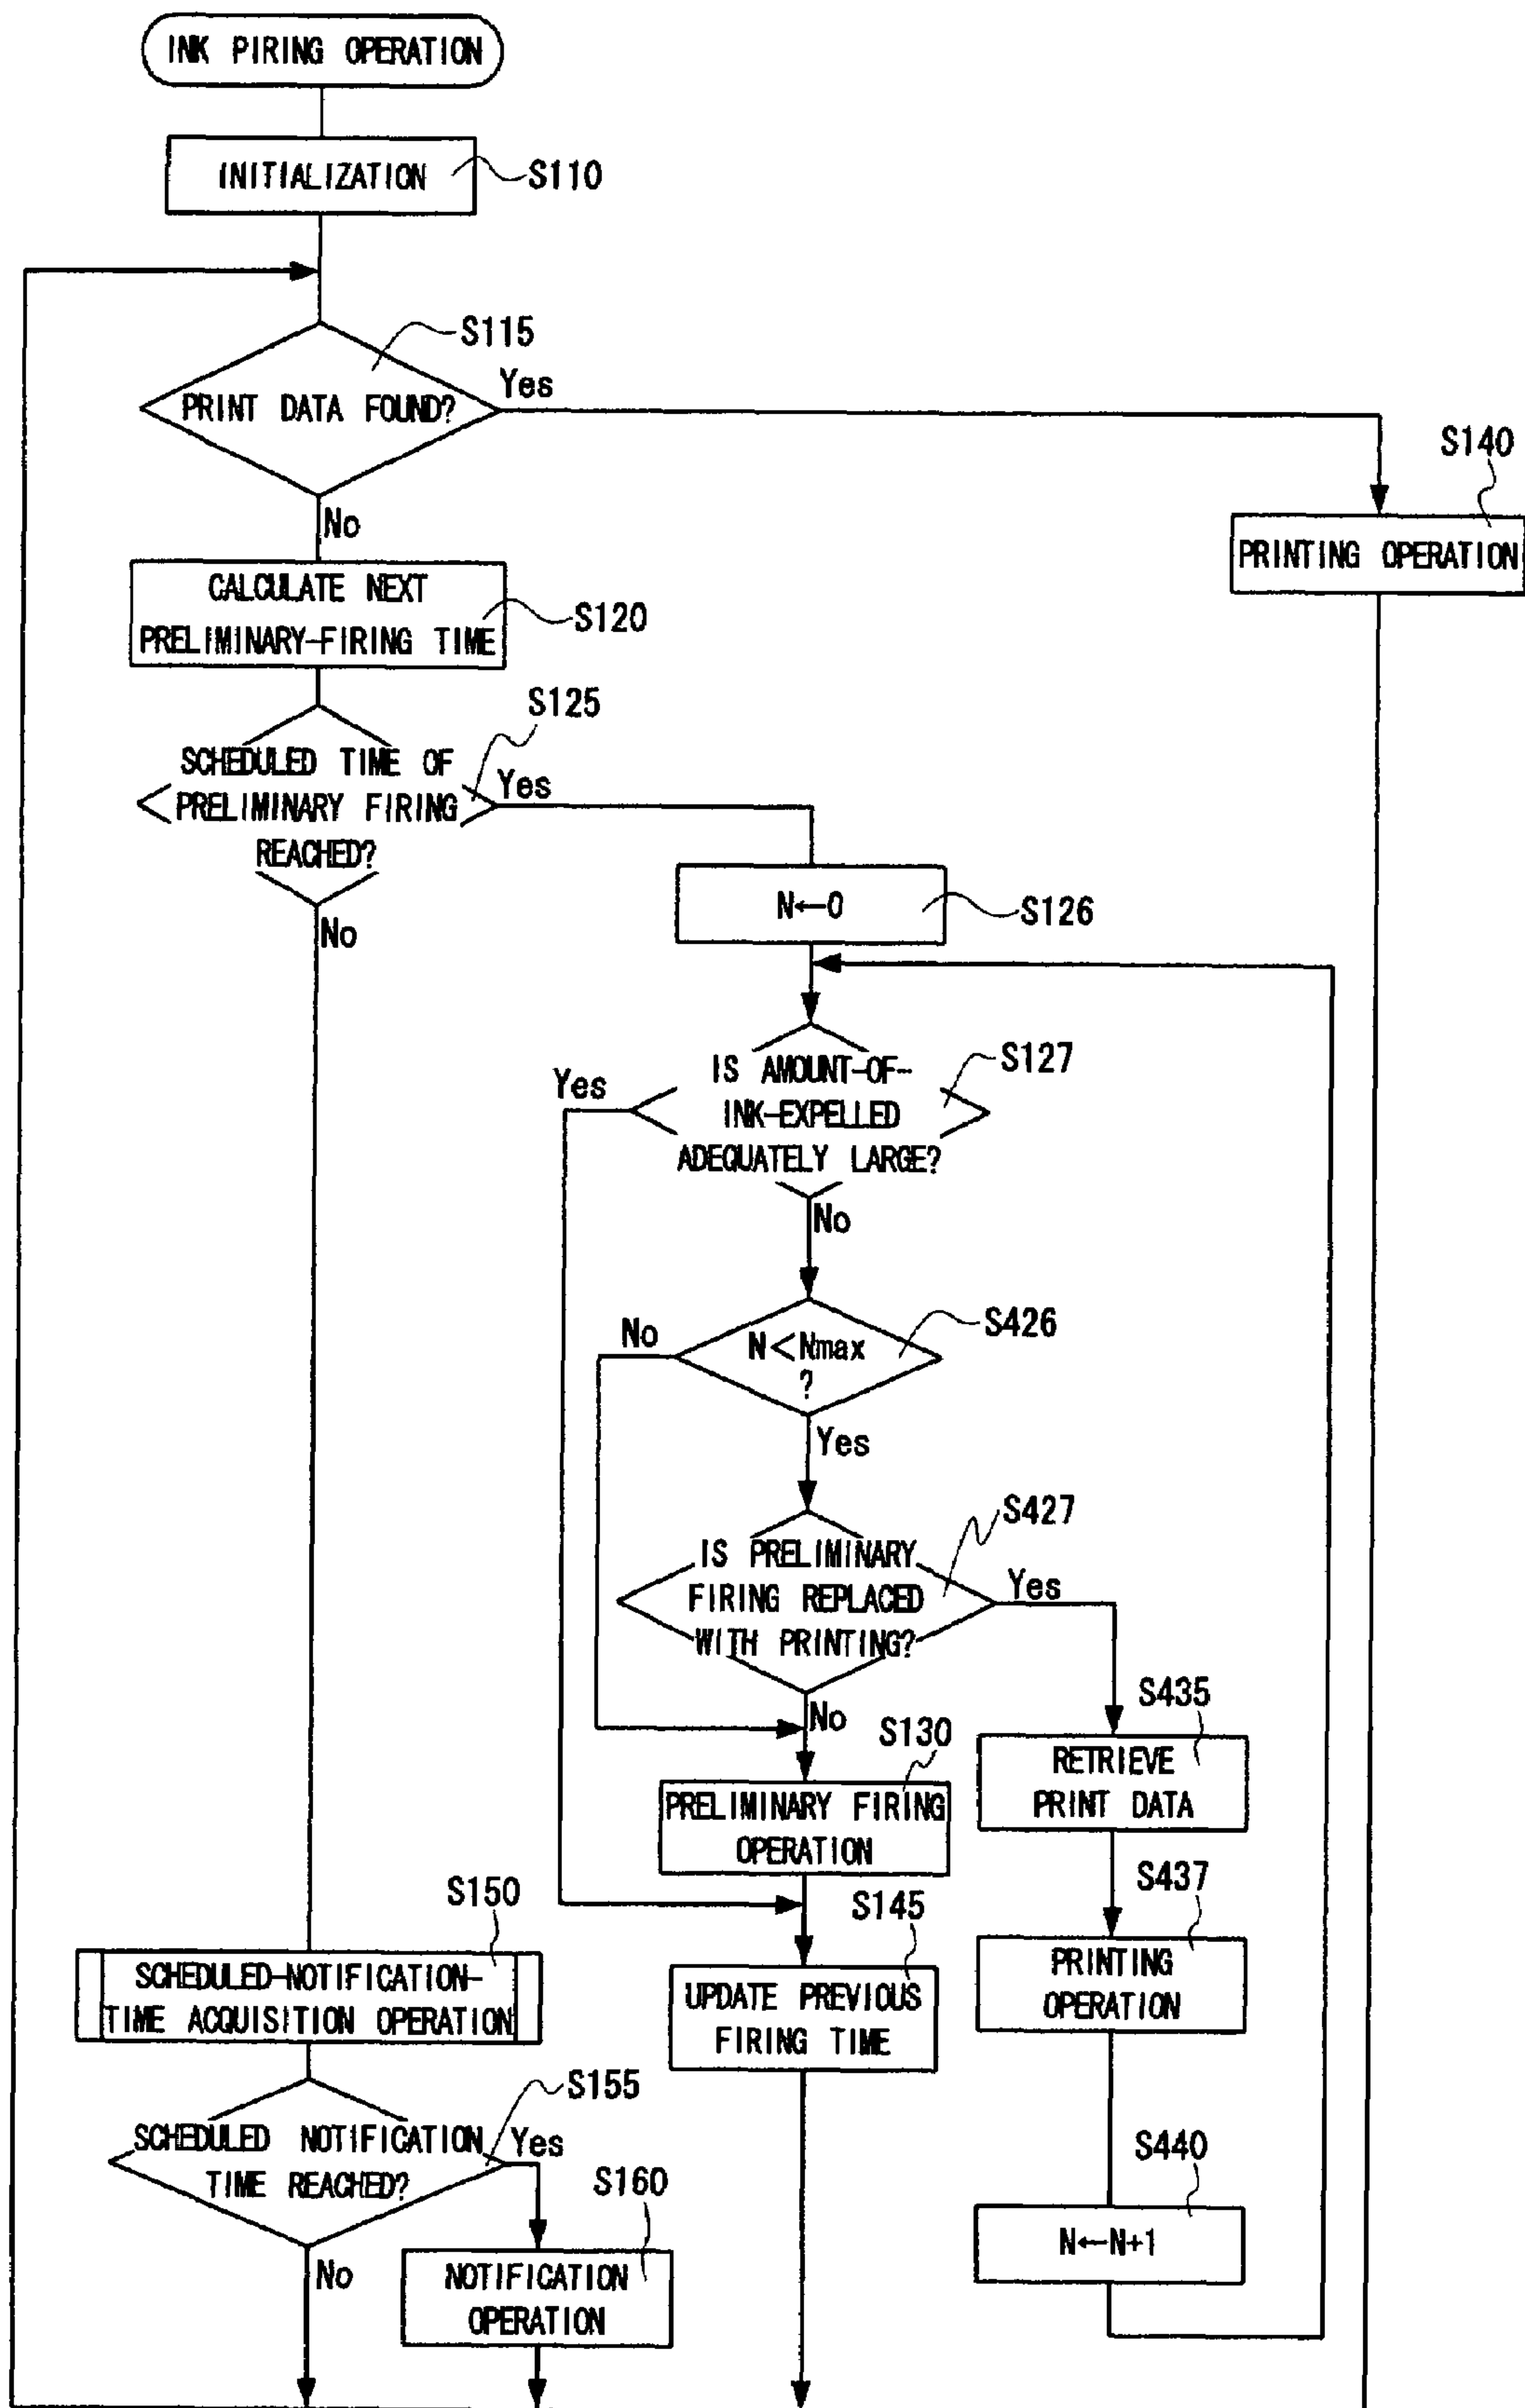 INK PIRING OPERATION
INITIALIZATION
S110
S115
PRINT DATA FOUND?
Yes
No
S140
PRINTING OPERATION
CALCULATE NEXT
PRELIMINARY-FIRING TIME
S120
S125
SCHEDULED TIME OF
PRELIMINARY FIRING
REACHED?
Yes
No
N←0
S126
S127
IS AMOUNT-OF-
INK-EXPELLED
ADEQUATELY LARGE?
Yes
No
S426
N<Nmax
?
No
Yes
S427
IS PRELIMINARY
FIRING REPLACED
WITH PRINTING?
Yes
No
S435
RETRIEVE
PRINT DATA
S130
PRELIMINARY FIRING
OPERATION
S437
PRINTING
OPERATION
S145
UPDATE PREVIOUS
FIRING TIME
S150
SCHEDULED-NOTIFICATION-
TIME ACQUISITION OPERATION
S155
SCHEDULED NOTIFICATION
TIME REACHED?
Yes
No
S160
NOTIFICATION
OPERATION
S440
N←N+1